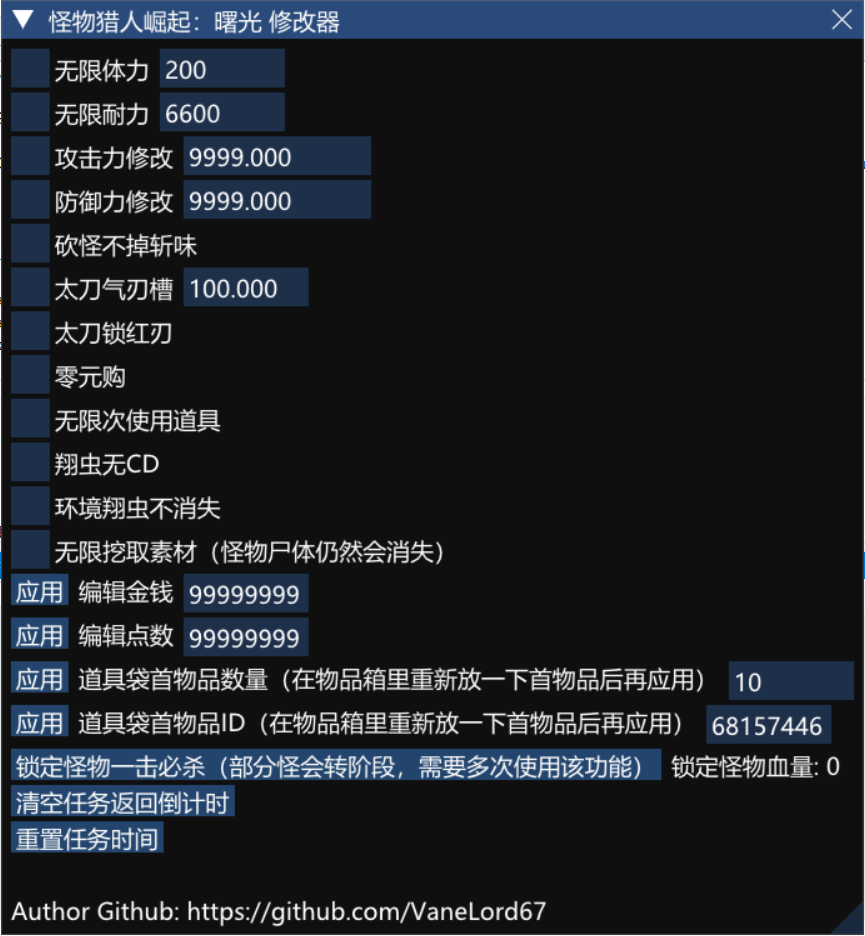 怪物猎人崛起：曙光 修改器
无限体力 200
无限耐力 6600
攻击力修改 9999.000
防御力修改 9999.000
砍怪不掉斩味
太刀气刃槽 100.000
太刀锁红刃
零元购
无限次使用道具
翔虫无CD
环境翔虫不消失
无限挖取素材（怪物尸体仍然会消失）
应用 编辑金钱 99999999
应用 编辑点数 99999999
应用 道具袋首物品数量（在物品箱里重新放一下首物品后再应用） 10
应用 道具袋首物品ID（在物品箱里重新放一下首物品后再应用） 68157446
锁定怪物一击必杀（部分怪会转阶段，需要多次使用该功能） 锁定怪物血量: 0
清空任务返回倒计时
重置任务时间
Author Github: https://github.com/VaneLord67